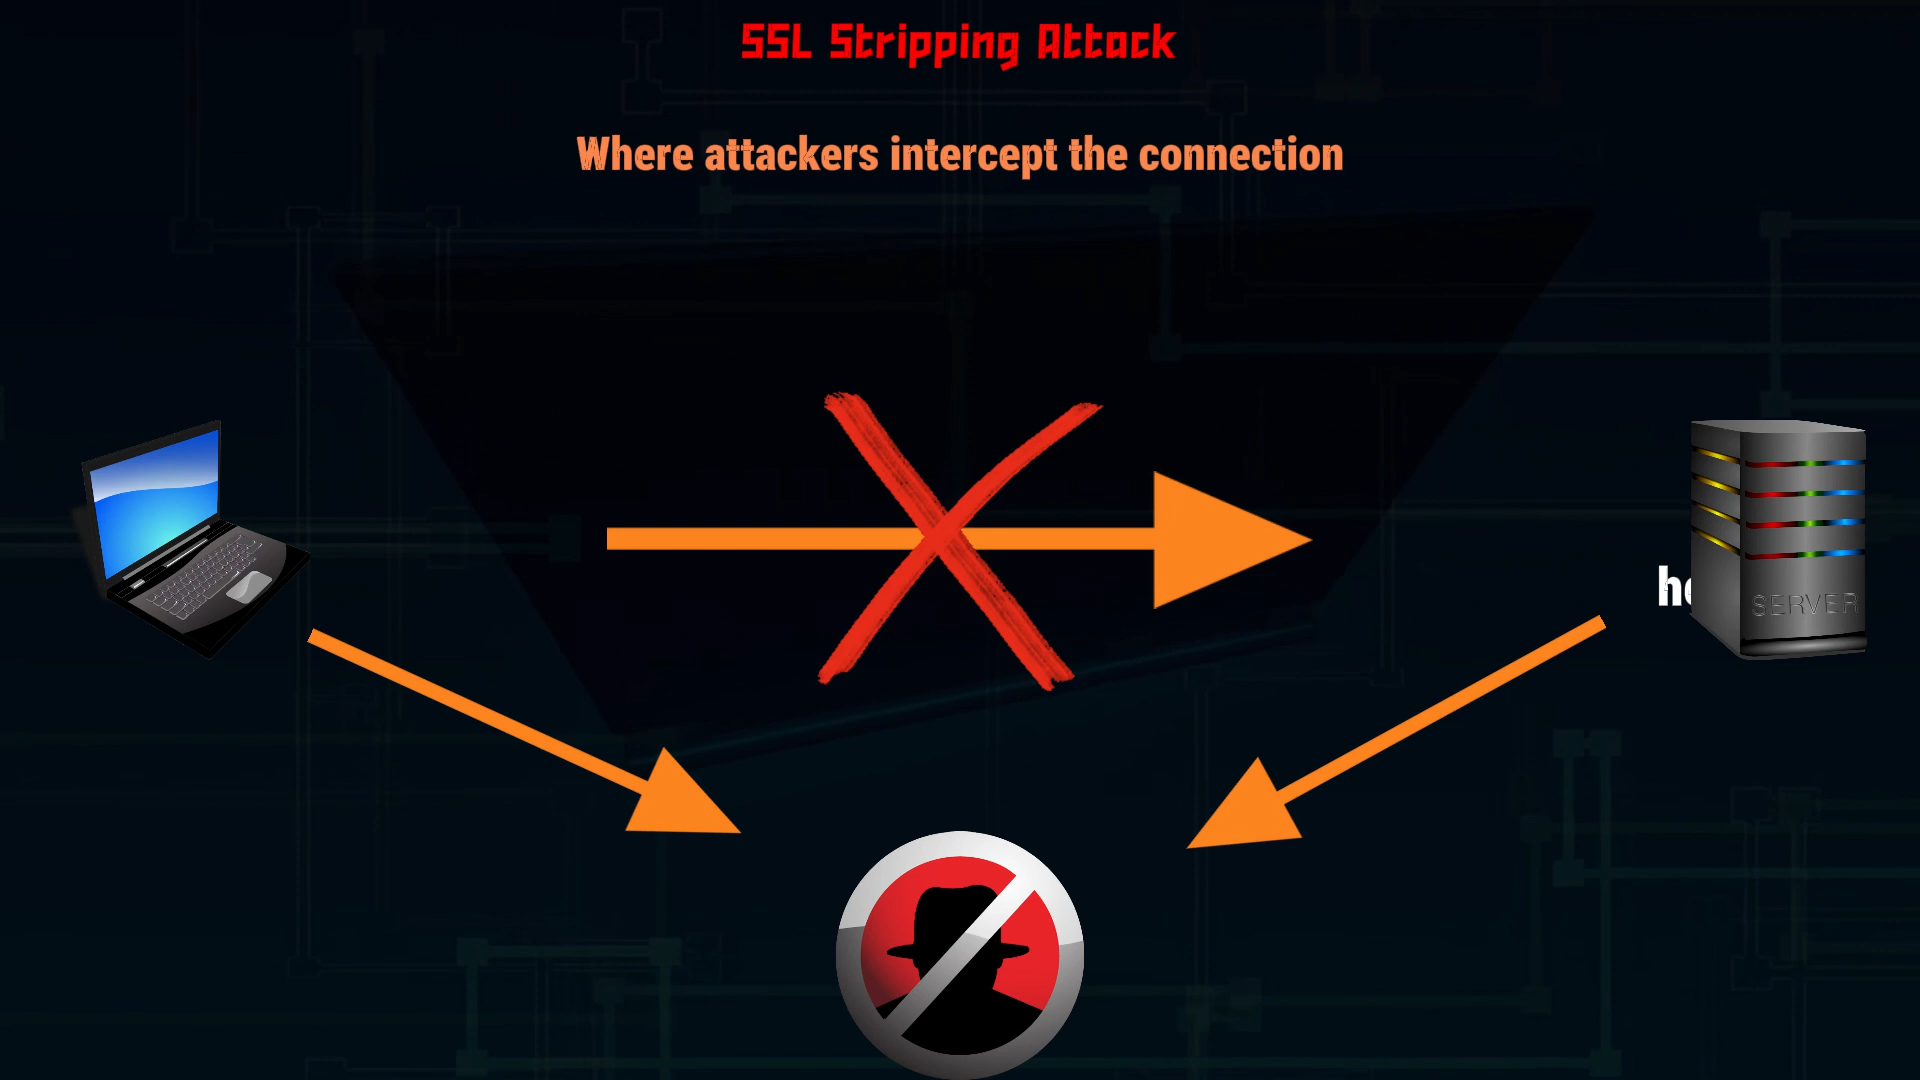 SSL Stripping Attack
Where attackers intercept the connection
SERVER